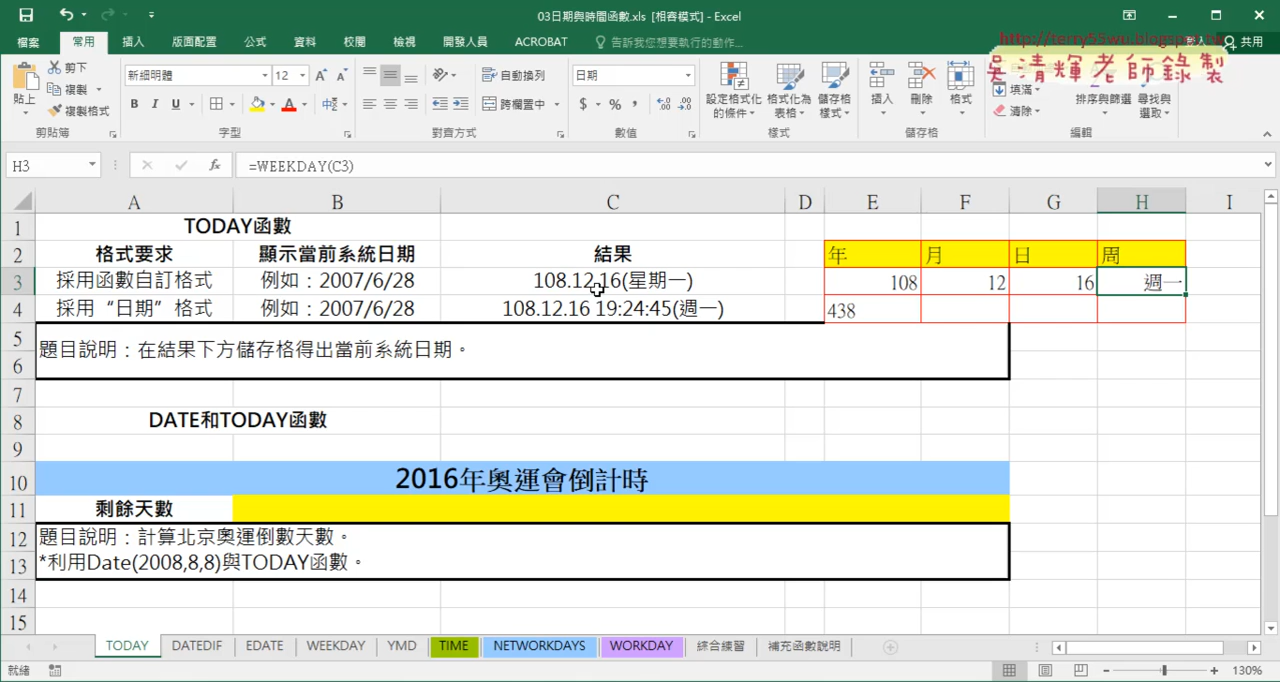 03日期與時間函數.xls [相容模式] - Excel
檔案 常用 插入 版面配置 公式 資料 校閱 檢視 開發人員 ACROBAT 告訴我您想要執行的動作... 共用
http://terry55wu.blogspot.tw
吳清輝老師錄製
貼上 剪下 複製 複製格式 剪貼簿
新細明體 12 B I U 中 字型
自動換列 跨欄置中 對齊方式
日期 $ % , 數值
設定格式化的條件 格式化為表格 儲存格樣式 樣式
插入 刪除 格式 儲存格
填滿 清除 排序與篩選 尋找與選取 編輯
H3 fx =WEEKDAY(C3)
A B C D E F G H I
1 TODAY函數
2 格式要求 顯示當前系統日期 結果 年 月 日 周
3 採用函數自訂格式 例如：2007/6/28 108.12.16(星期一) 108 12 16 週一
4 採用“日期”格式 例如：2007/6/28 108.12.16 19:24:45(週一) 438
5
題目說明：在結果下方儲存格得出當前系統日期。
6
7
8 DATE和TODAY函數
9
10 2016年奧運會倒計時
11 剩餘天數
12 題目說明：計算北京奧運倒數天數。
13 *利用Date(2008,8,8)與TODAY函數。
14
15
TODAY DATEDIF EDATE WEEKDAY YMD TIME NETWORKDAYS WORKDAY 綜合練習 補充函數說明
就緒 130%